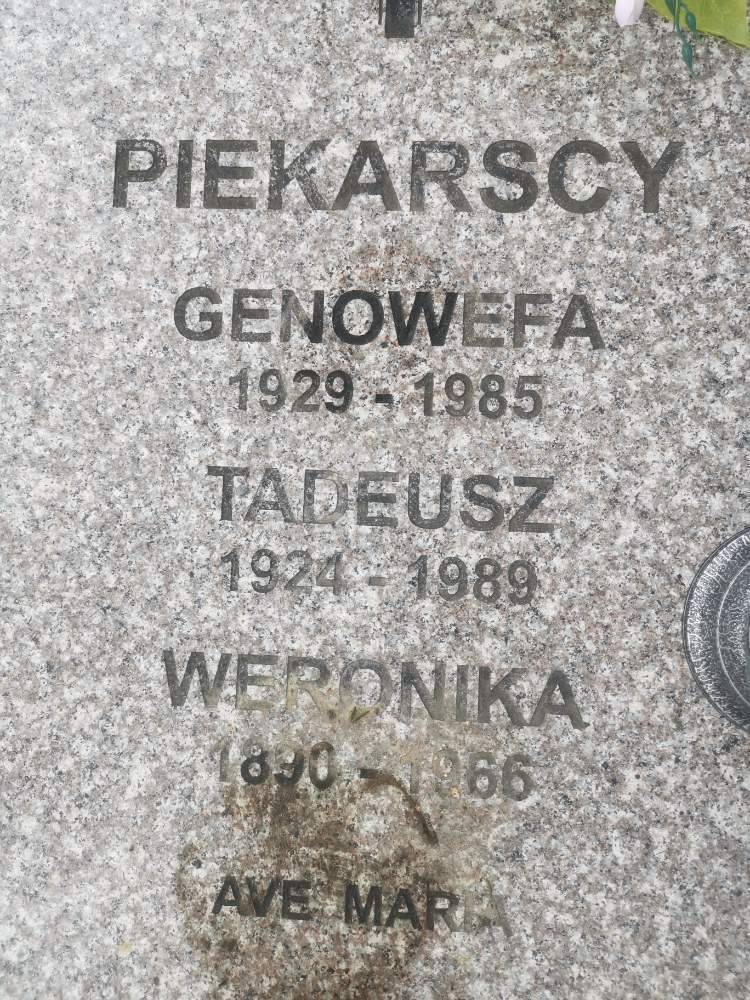 PIEKARSCY
GENOWEFA
1929 - 1985
TADEUSZ
1924 - 1989
WERONIKA
1890 - 1966
AVE MARIA